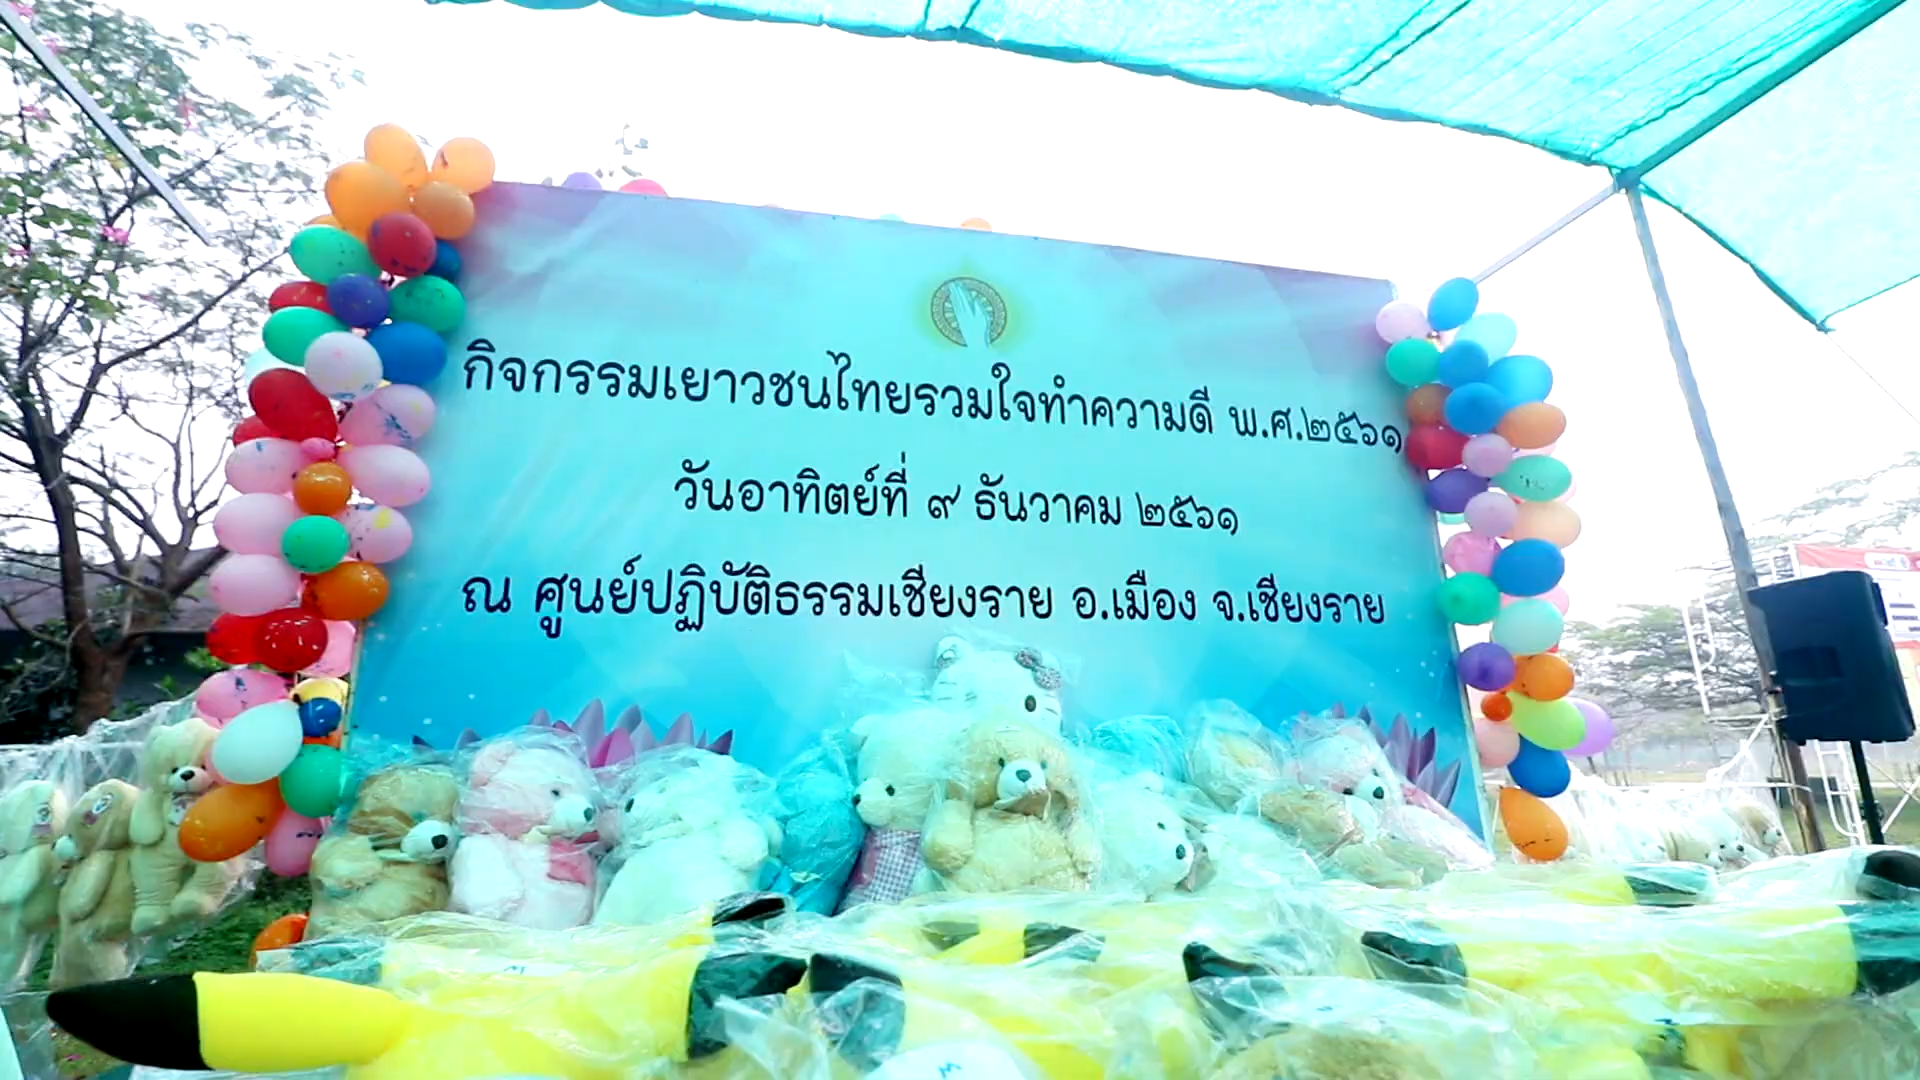 กิจกรรมเยาวชนไทยรวมใจทำความดี พ.ศ.๒๕๖๑
วันอาทิตย์ที่ ๙ ธันวาคม ๒๕๖๑
ณ ศูนย์ปฏิบัติธรรมเชียงราย อ.เมือง จ.เชียงราย